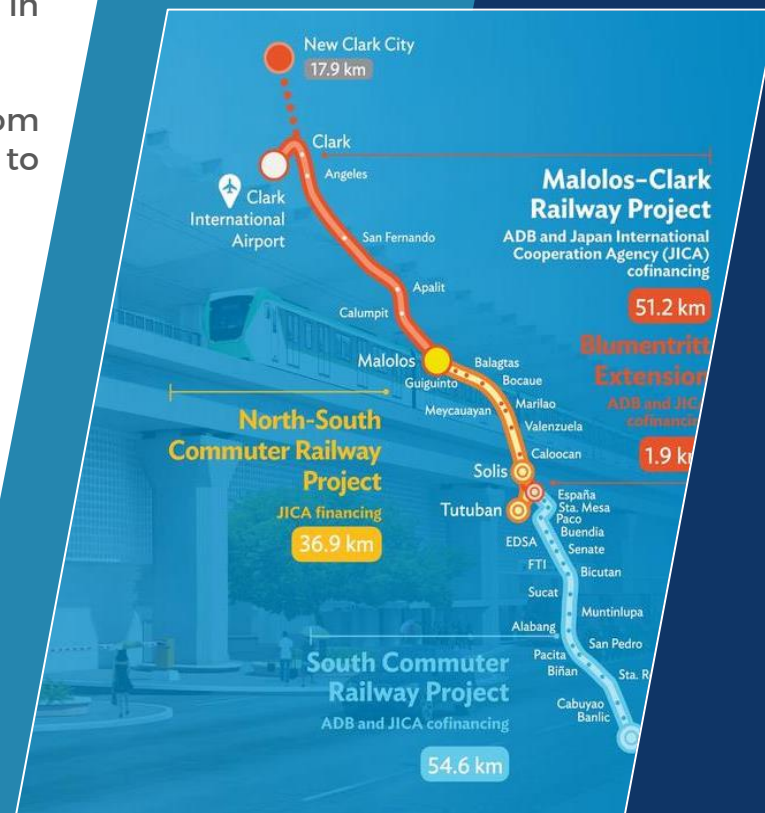 in
om
to
New Clark City
17.9 km
Clark
Angeles
Clark
International
Airport
San Fernando
Apalit
Calumpit
Malolos
Malolos–Clark
Railway Project
ADB and Japan International
Cooperation Agency (JICA)
cofinancing
51.2 km
Blumentritt
Extension
ADB and JIC
cofinancin
1.9 k
Balagtas
Guiguinto
Bocaue
Meycauayan
Marilao
Valenzuela
Caloocan
Solis
Tutuban
North-South
Commuter Railway
Project
JICA financing
36.9 km
España
Sta. Mesa
Paco
Buendia
EDSA
Senate
FTI
Bicutan
Sucat
Muntinlupa
Alabang
San Pedro
Pacita
Biñan
Sta. R
Cabuyao
Banlic
South Commuter
Railway Project
ADB and JICA cofinancing
54.6 km